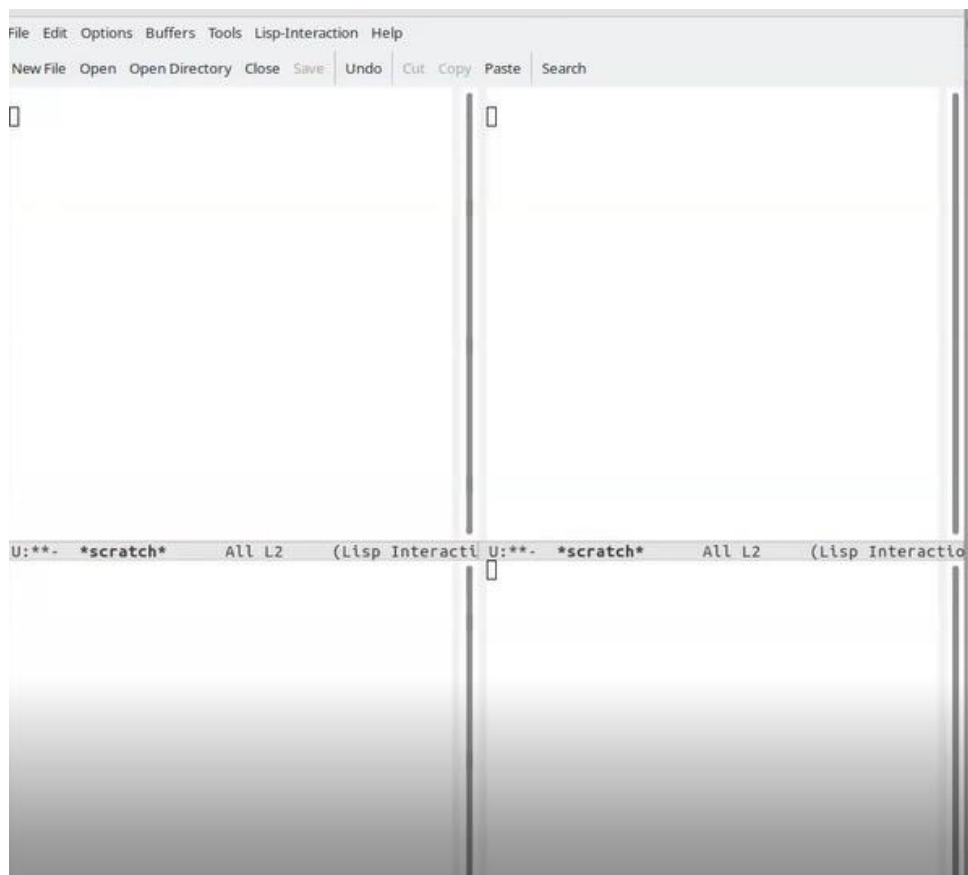 File Edit Options Buffers Tools Lisp-Interaction Help
New File Open Open Directory Close Save Undo Cut Copy Paste Search
U:**- *scratch* All L2 (Lisp Interacti U:**- *scratch* All L2 (Lisp Interactio